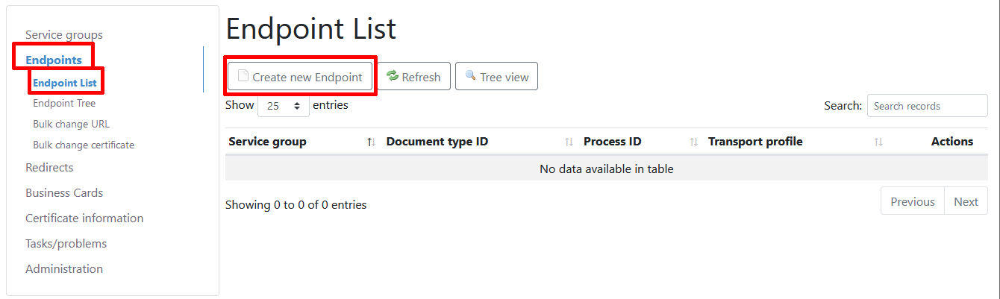 Service groups
Endpoints
Endpoint List
Endpoint Tree
Bulk change URL
Bulk change certificate
Redirects
Business Cards
Certificate information
Tasks/problems
Administration
Endpoint List
Create new Endpoint Refresh Tree view
Show 25 entries Search: Search records
Service group Document type ID Process ID Transport profile Actions
No data available in table
Showing 0 to 0 of 0 entries Previous Next